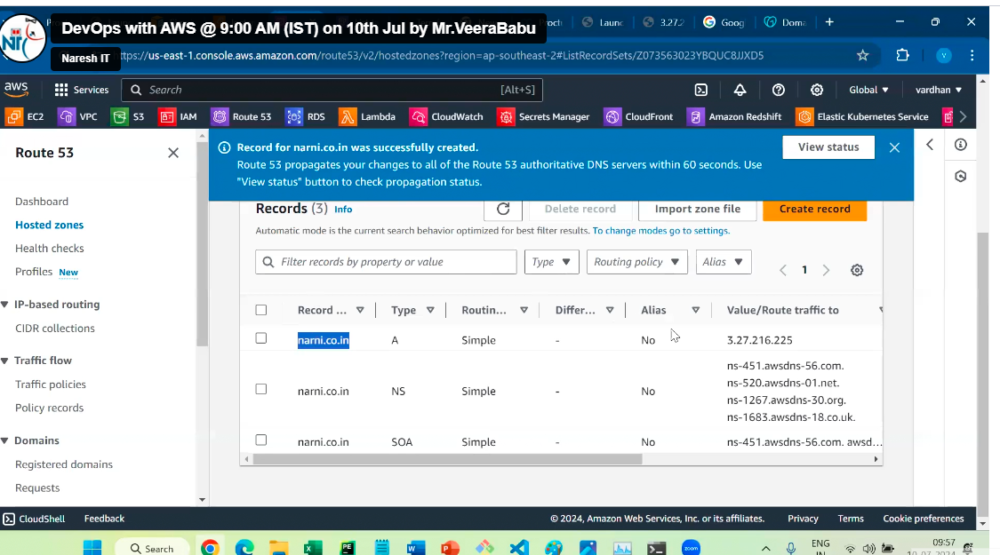 DevOps with AWS @ 9:00 AM (IST) on 10th Jul by Mr.VeeraBabu
Laun
3.27.2
Goog
Doma
Naresh IT
https://us-east-1.console.aws.amazon.com/route53/v2/hostedzones?region=ap-southeast-2#ListRecordSets/Z073563023YBQUC8JJXD5
aws
Services
Search
[Alt+S]
Global
vardhan
EC2
VPC
S3
IAM
Route 53
RDS
Lambda
CloudWatch
Secrets Manager
CloudFront
Amazon Redshift
Elastic Kubernetes Service
Route 53
Dashboard
Hosted zones
Health checks
Profiles New
IP-based routing
CIDR collections
Traffic flow
Traffic policies
Policy records
Domains
Registered domains
Requests
Record for narni.co.in was successfully created.
Route 53 propagates your changes to all of the Route 53 authoritative DNS servers within 60 seconds. Use
"View status" button to check propagation status.
View status
Records (3) Info
Delete record
Import zone file
Create record
Automatic mode is the current search behavior optimized for best filter results. To change modes go to settings.
Filter records by property or value
Type
Routing policy
Alias
1
Record ... Type Routin... Differ... Alias Value/Route traffic to
narni.co.in A Simple - No 3.27.216.225
narni.co.in NS Simple - No ns-451.awsdns-56.com.
ns-520.awsdns-01.net.
ns-1267.awsdns-30.org.
ns-1683.awsdns-18.co.uk.
narni.co.in SOA Simple - No ns-451.awsdns-56.com. awsd...
CloudShell Feedback © 2024, Amazon Web Services, Inc. or its affiliates. Privacy Terms Cookie preferences
Search
zoom
ENG
IN
09:57
10-07-2024